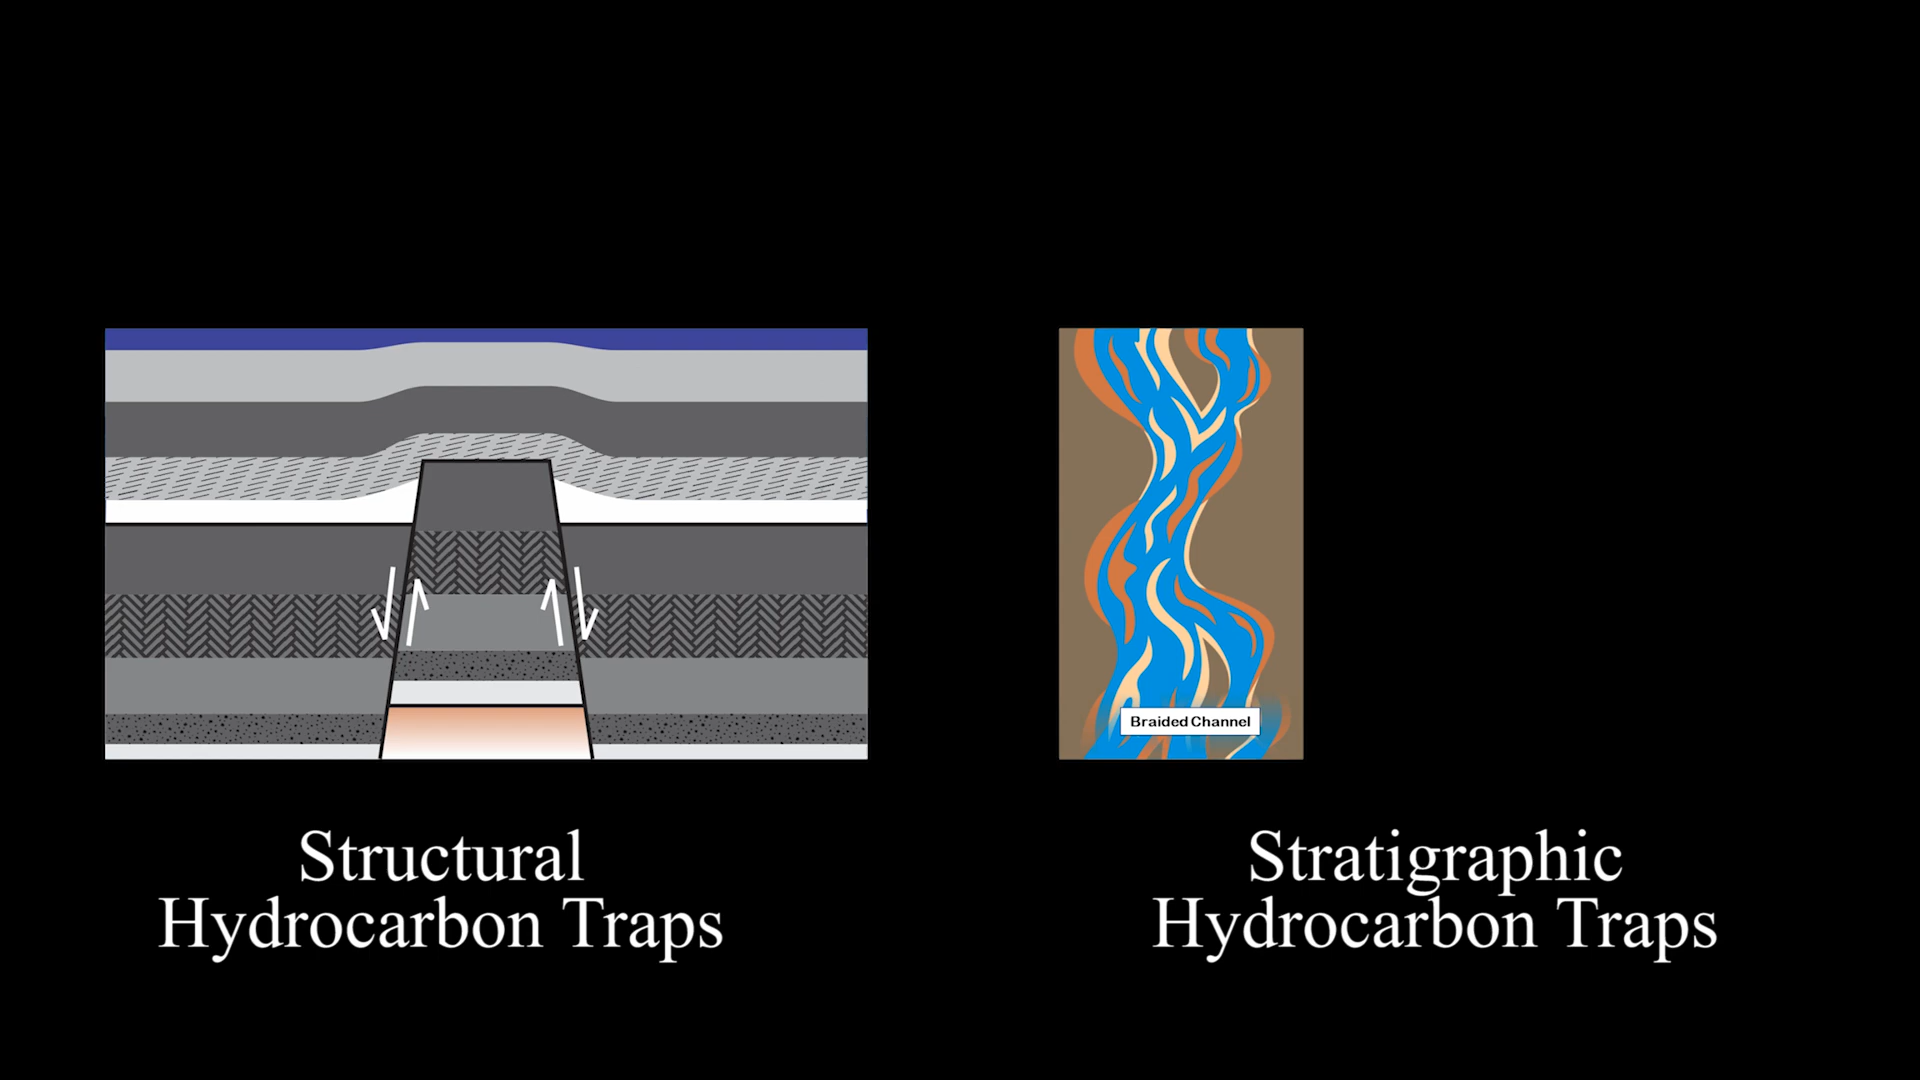 Braided Channel
Structural
Hydrocarbon Traps
Stratigraphic
Hydrocarbon Traps